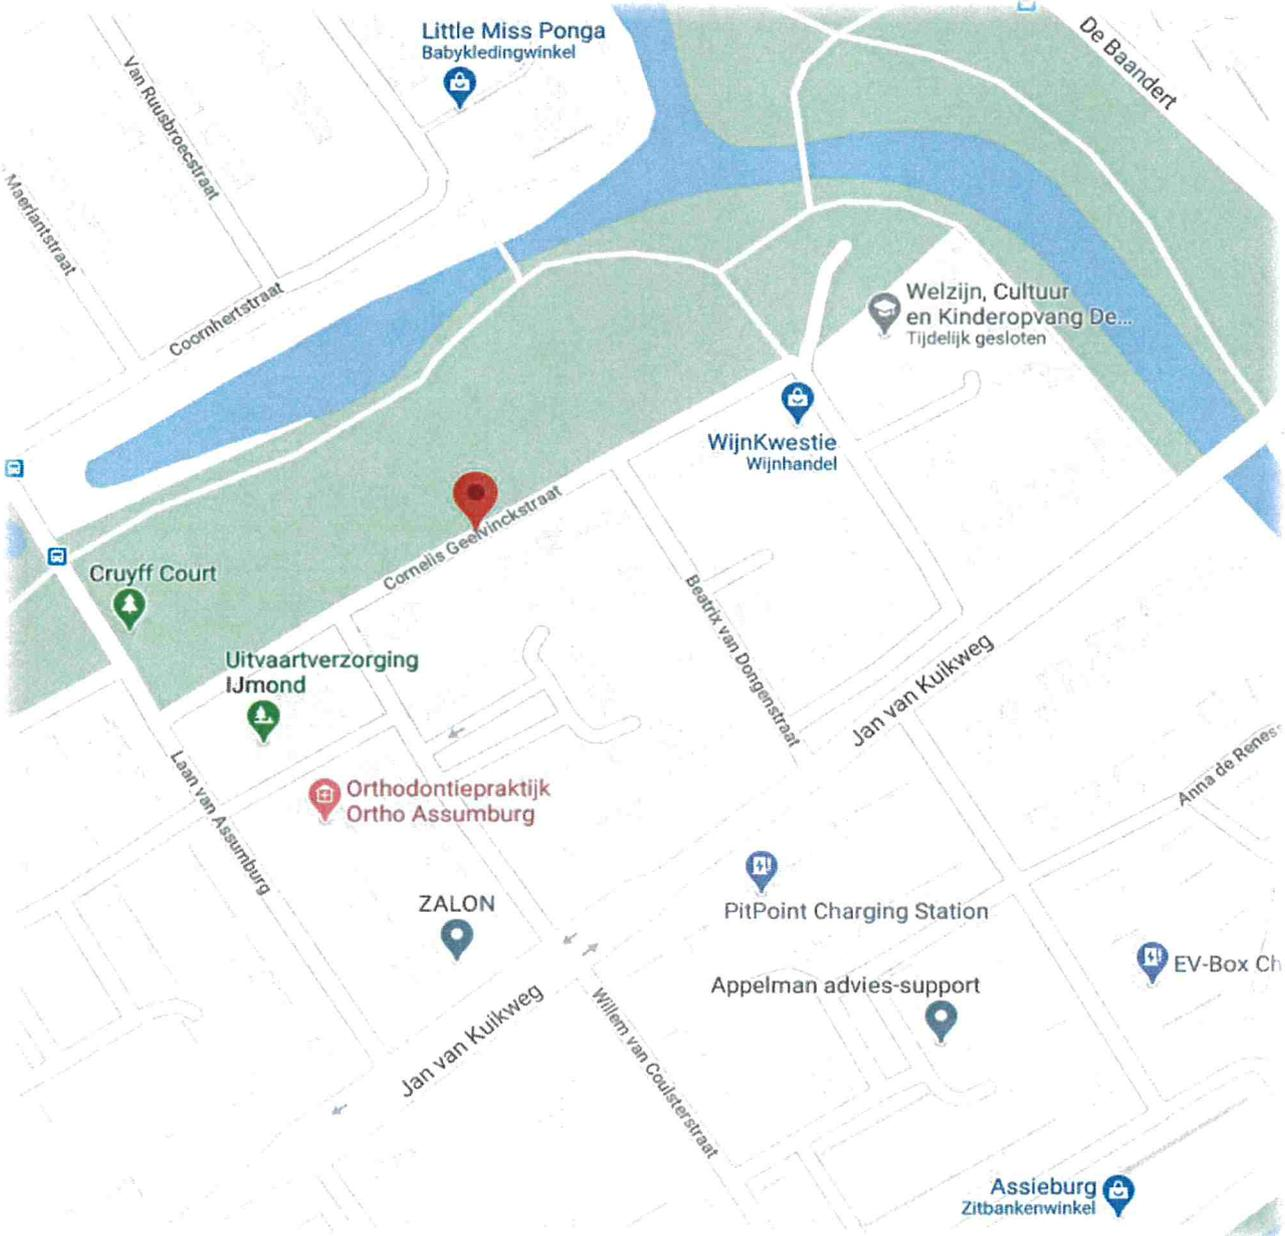 Little Miss Ponga
Babykledingwinkel
De Baandert
Van Ruusbroecstraat
Maerlantstraat
Coornhertstraat
Welzijn, Cultuur
en Kinderopvang De...
Tijdelijk gesloten
WijnKwestie
Wijnhandel
Cornelis Geelvinckstraat
Cruyff Court
Beatrix van Dongenstraat
Uitvaartverzorging
IJmond
Jan van Kuikweg
Laan van Assumburg
Anna de Renes
Orthodontiepraktijk
Ortho Assumburg
ZALON
PitPoint Charging Station
EV-Box Ch
Appelman advies-support
Jan van Kuikweg
Willem van Coulsterstraat
Assieburg
Zitbankenwinkel